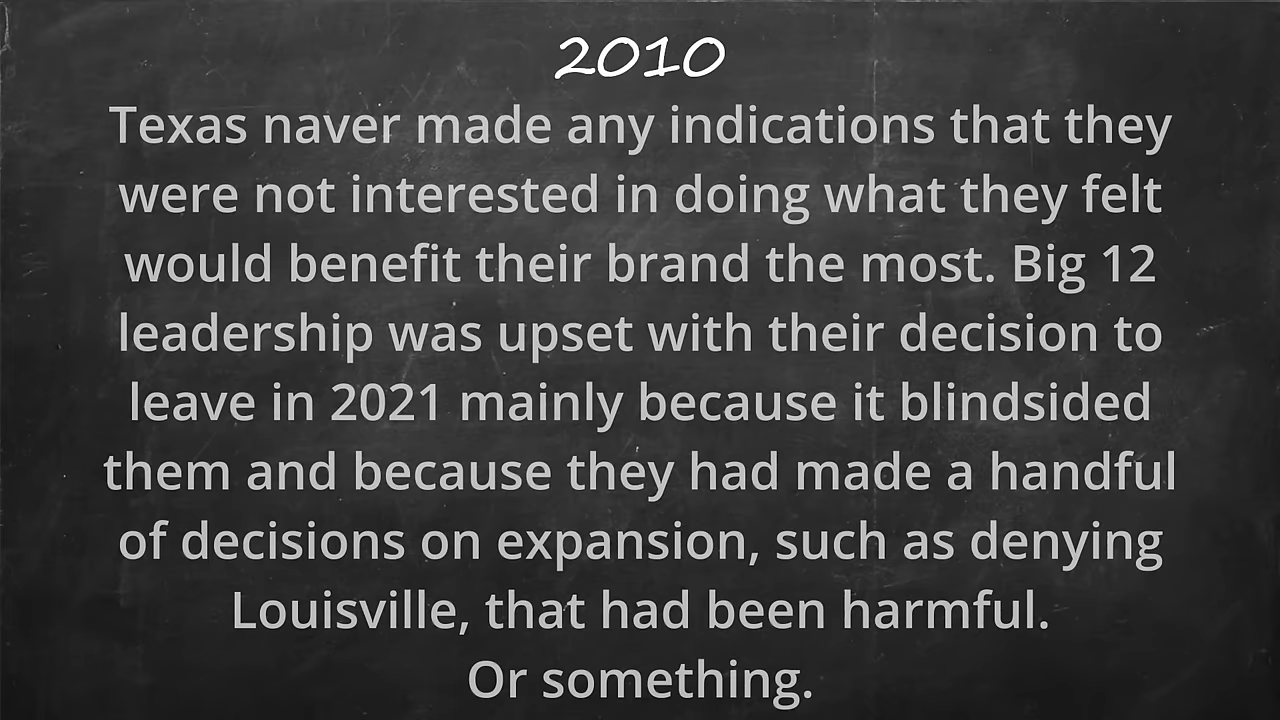 2010
Texas naver made any indications that they
were not interested in doing what they felt
would benefit their brand the most. Big 12
leadership was upset with their decision to
leave in 2021 mainly because it blindsided
them and because they had made a handful
of decisions on expansion, such as denying
Louisville, that had been harmful.
Or something.